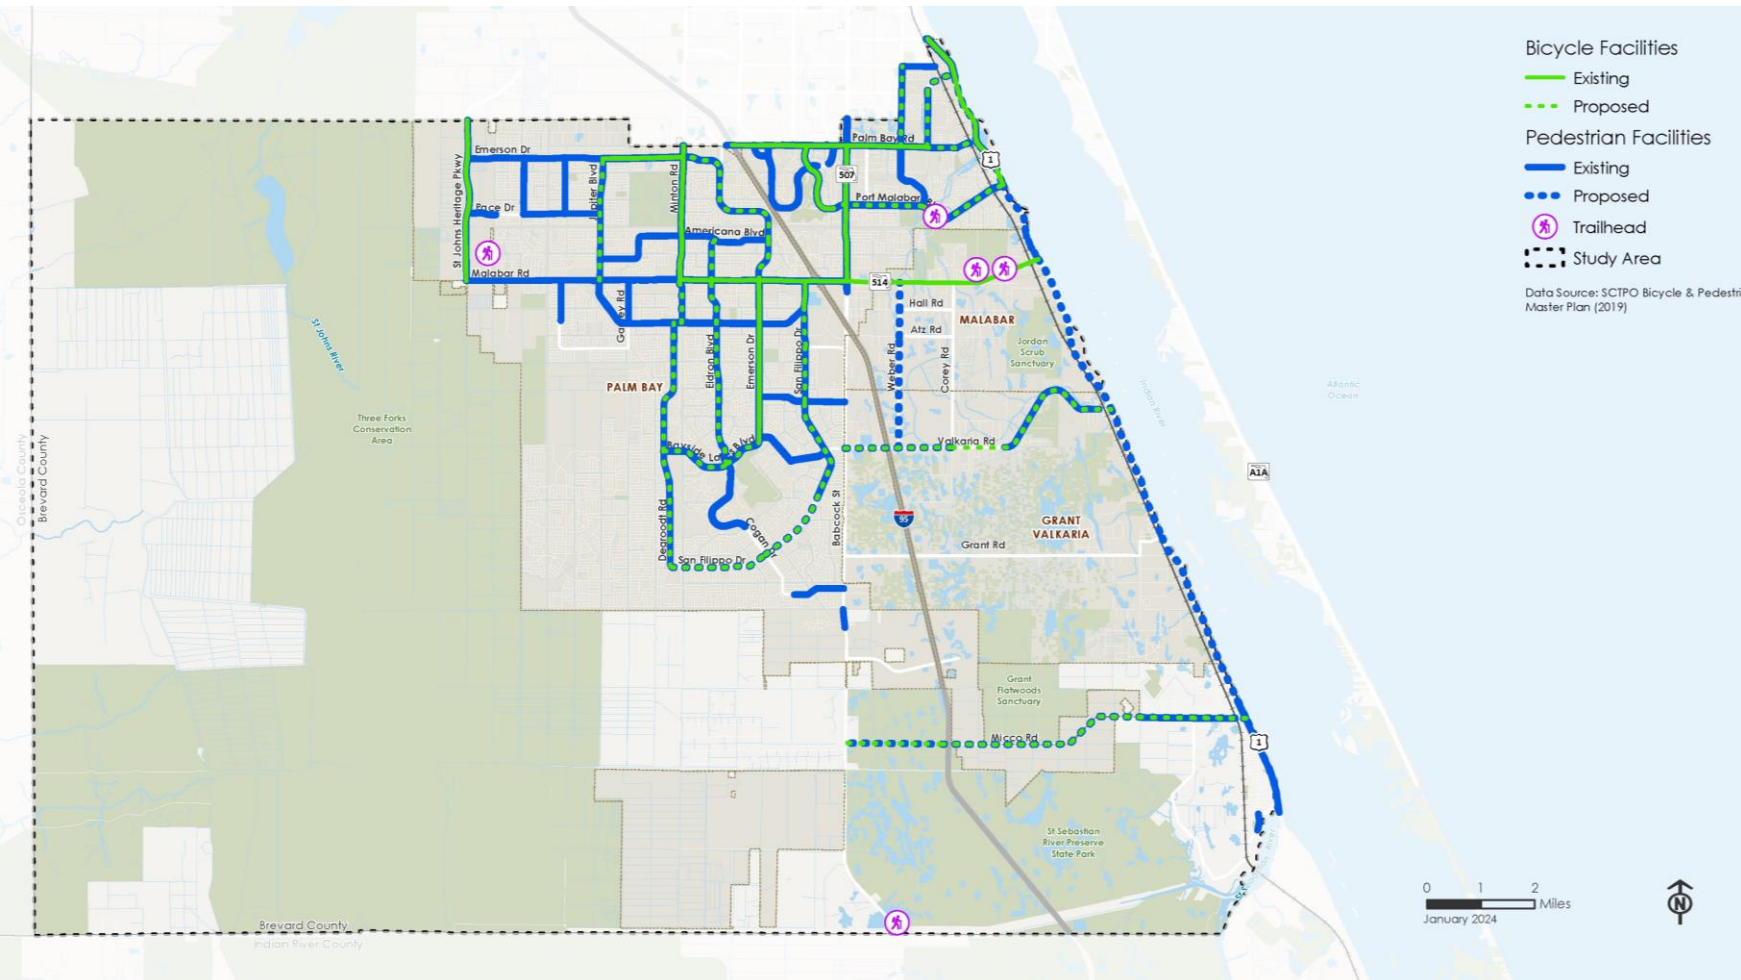 Bicycle Facilities
Existing
Proposed
Pedestrian Facilities
Existing
Proposed
Trailhead
Study Area
Data Source: SCTPO Bicycle & Pedestri
Master Plan (2019)
Palm Bay Rd
Emerson Dr
1
507
St Johns Heritage Pkwy
Jupiter Blvd
Minton Rd
Port Malabar
Pace Dr
Americana Blvd
Malabar Rd
514
Hall Rd
MALABAR
Atz Rd
St Johns River
Jordan
Scrub
Sanctuary
Eldron Blvd
Emerson Dr
San Filippo Dr
Weber Rd
Corey Rd
PALM BAY
Indian River
Atlantic
Ocean
Three Forks
Conservation
Area
Valkaria Rd
Osceola County
Brevard County
A1A
Babcock St
95
GRANT
VALKARIA
Degroodt Rd
Cogan Dr
Grant Rd
San Filippo Dr
Grant
Flatwoods
Sanctuary
Micco Rd
1
St Sebastian
River Preserve
State Park
0 1 2
Miles
January 2024
N
Brevard County
Indian River County